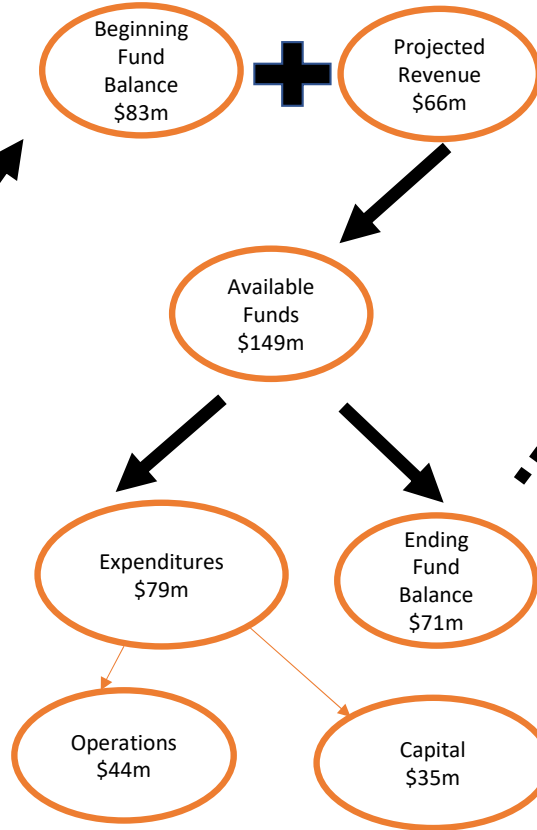 Beginning
Fund
Balance
$83m
Projected
Revenue
$66m
Available
Funds
$149m
Expenditures
$79m
Ending
Fund
Balance
$71m
Operations
$44m
Capital
$35m